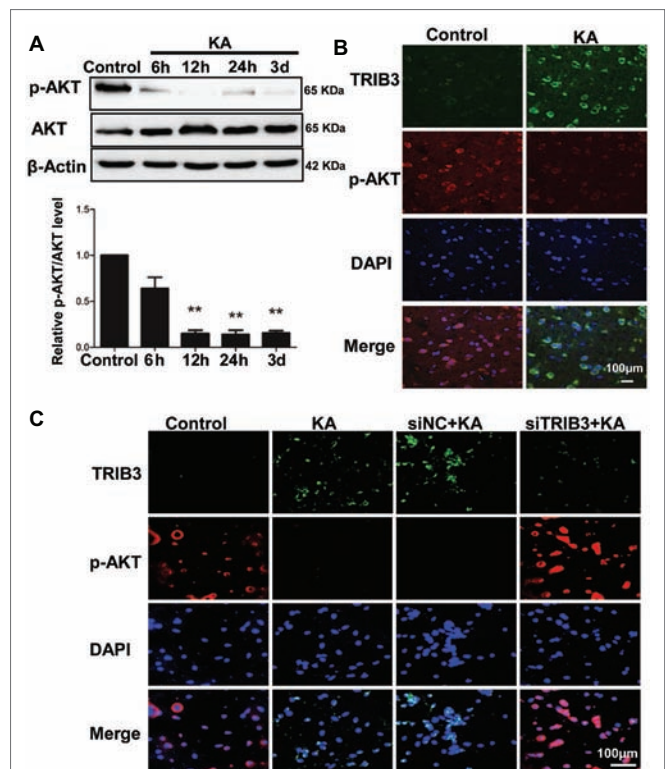 A
KA
Control 6h 12h 24h 3d
p-AKT 65 KDa
AKT 65 KDa
β-Actin 42 KDa
Relative p-AKT/AKT level
1.5
1.0
0.5
0.0
** ** **
Control 6h 12h 24h 3d
B
Control KA
TRIB3
p-AKT
DAPI
Merge
100μm
C
Control KA siNC+KA siTRIB3+KA
TRIB3
p-AKT
DAPI
Merge
100μm